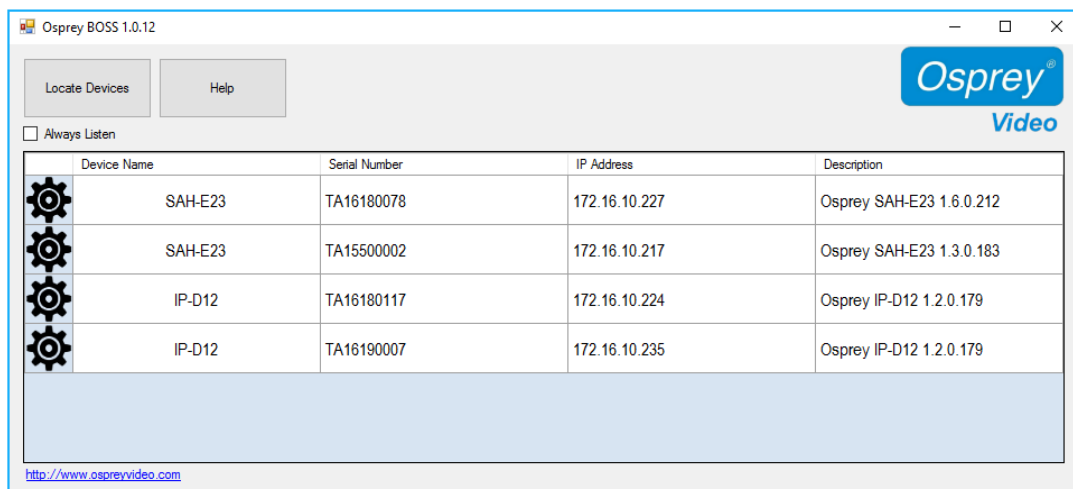 Osprey BOSS 1.0.12
Osprey®
Video
Locate Devices Help
Always Listen
Device Name Serial Number IP Address Description
SAH-E23 TA16180078 172.16.10.227 Osprey SAH-E23 1.6.0.212
SAH-E23 TA15500002 172.16.10.217 Osprey SAH-E23 1.3.0.183
IP-D12 TA16180117 172.16.10.224 Osprey IP-D12 1.2.0.179
IP-D12 TA16190007 172.16.10.235 Osprey IP-D12 1.2.0.179
http://www.ospreyvideo.com